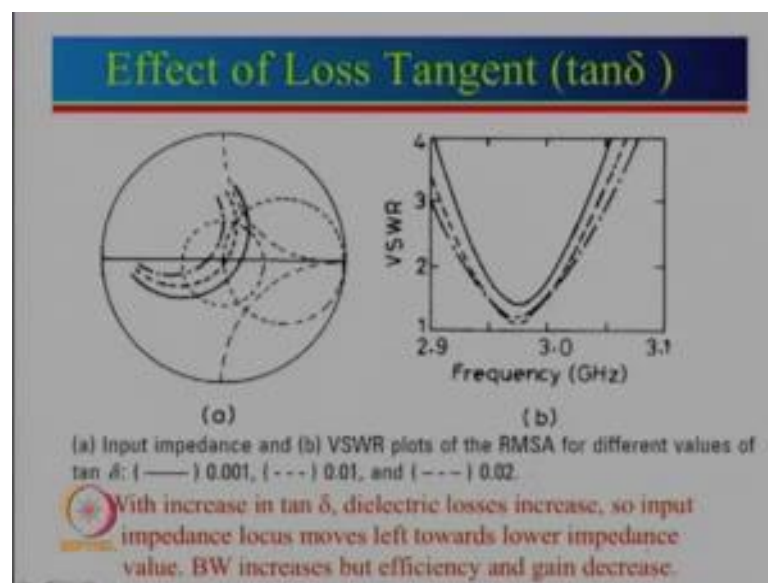 Effect of Loss Tangent (tanδ )
4
3
2
1
VSWR
2.9
3.0
3.1
Frequency (GHz)
(a)
(b)
(a) Input impedance and (b) VSWR plots of the RMSA for different values of
tan δ: (——) 0.001, (---) 0.01, and (–--) 0.02.
With increase in tan δ, dielectric losses increase, so input
impedance locus moves left towards lower impedance
value. BW increases but efficiency and gain decrease.